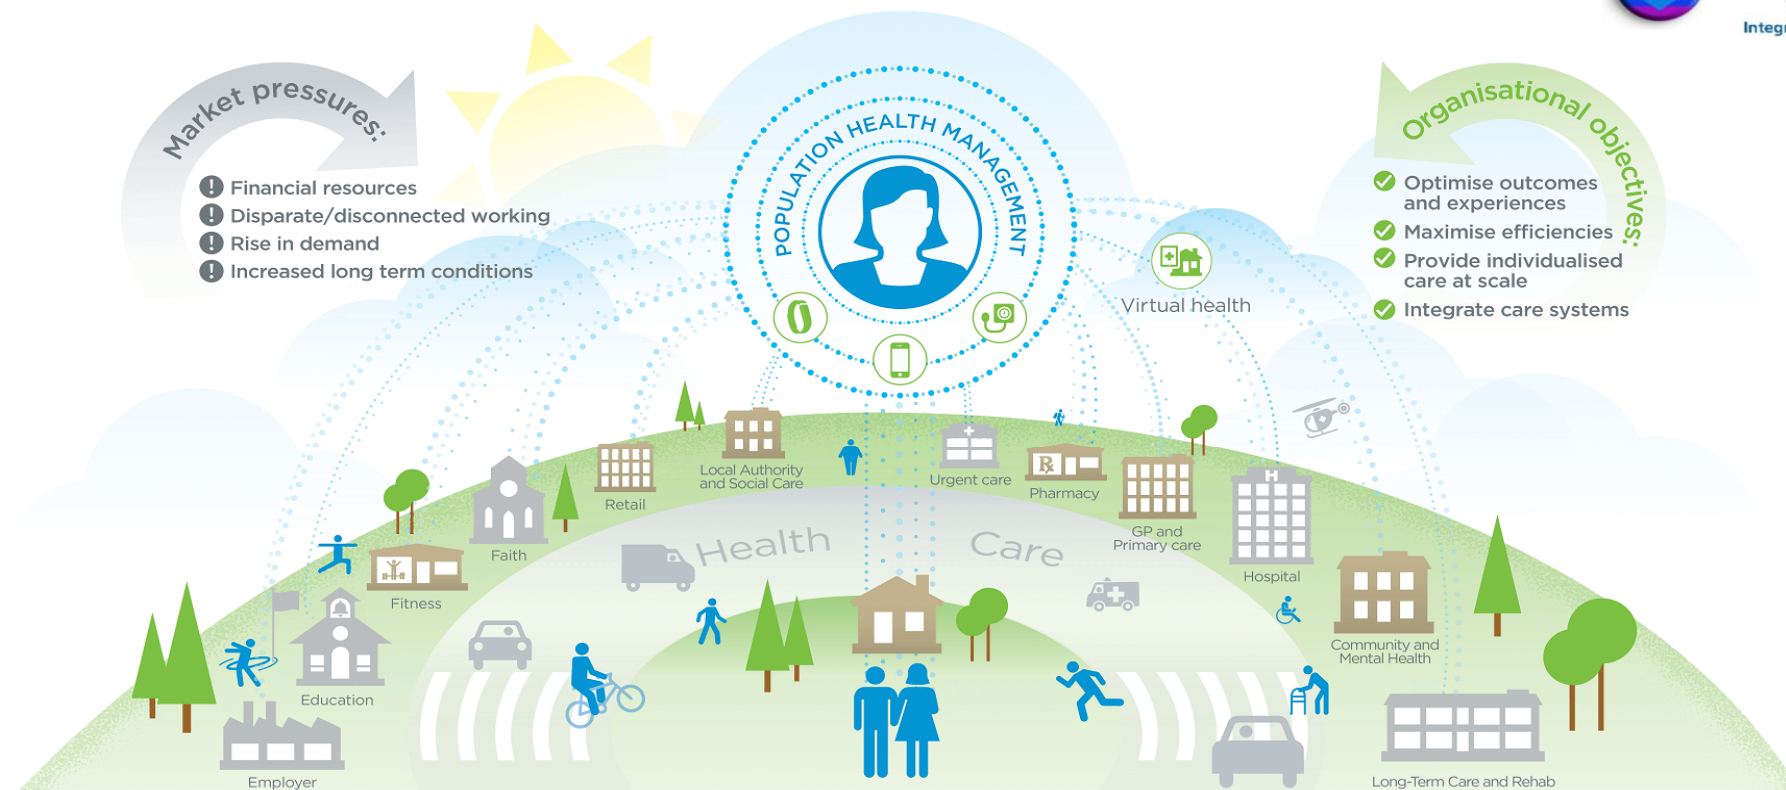 Integr
Market pressures:
Financial resources
Disparate/disconnected working
Rise in demand
Increased long term conditions
POPULATION HEALTH MANAGEMENT
Virtual health
Organisational objectives:
Optimise outcomes
and experiences
Maximise efficiencies
Provide individualised
care at scale
Integrate care systems
Local Authority
and Social Care
Urgent care
Retail
Pharmacy
Rx
Faith
GP and
Primary care
H
Hospital
Health Care
Fitness
Community and
Mental Health
Education
Employer
Long-Term Care and Rehab